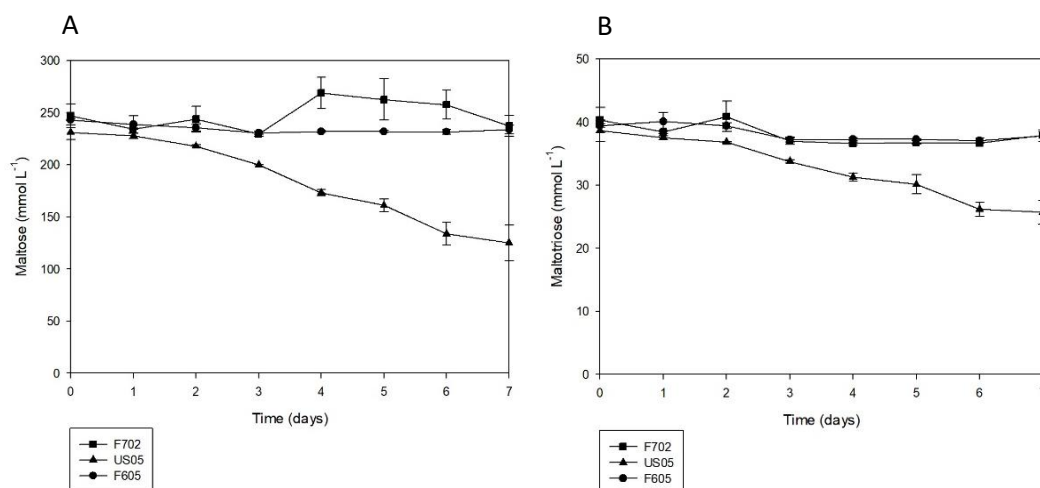 A
B
Maltose (mmol L⁻¹)
300
250
200
150
100
50
0
0 1 2 3 4 5 6 7
Time (days)
F702
US05
F605
Maltotriose (mmol L⁻¹)
50
40
30
20
10
0
0 1 2 3 4 5 6
Time (days)
F702
US05
F605